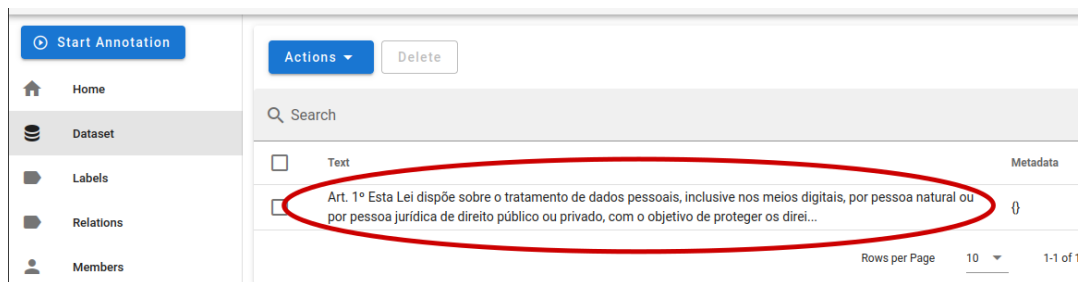 Start Annotation
Home
Dataset
Labels
Relations
Members
Actions
Delete
Search
Text
Metadata
Art. 1º Esta Lei dispõe sobre o tratamento de dados pessoais, inclusive nos meios digitais, por pessoa natural ou
por pessoa jurídica de direito público ou privado, com o objetivo de proteger os direi...
{}
Rows per Page
10
1-1 of 1